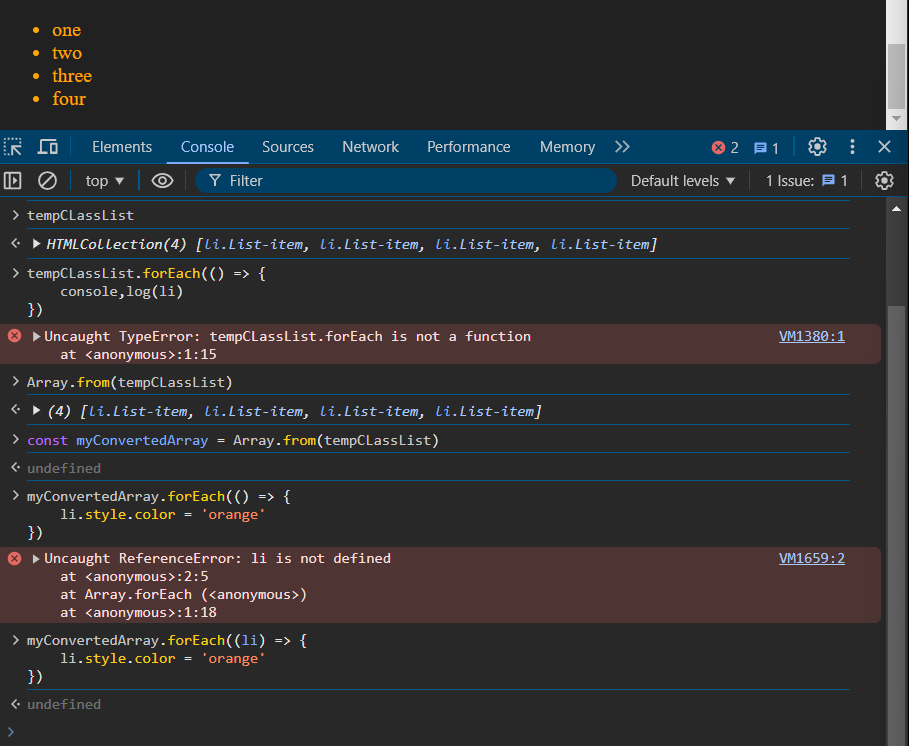 one
two
three
four
Elements Console Sources Network Performance Memory 2 1
top Filter Default levels 1 Issue: 1
tempCLassList
HTMLCollection(4) [li.List-item, li.List-item, li.List-item, li.List-item]
tempCLassList.forEach(() => {
console,log(li)
})
Uncaught TypeError: tempCLassList.forEach is not a function VM1380:1
at <anonymous>:1:15
Array.from(tempCLassList)
(4) [li.List-item, li.List-item, li.List-item, li.List-item]
const myConvertedArray = Array.from(tempCLassList)
undefined
myConvertedArray.forEach(() => {
li.style.color = 'orange'
})
Uncaught ReferenceError: li is not defined VM1659:2
at <anonymous>:2:5
at Array.forEach (<anonymous>)
at <anonymous>:1:18
myConvertedArray.forEach((li) => {
li.style.color = 'orange'
})
undefined